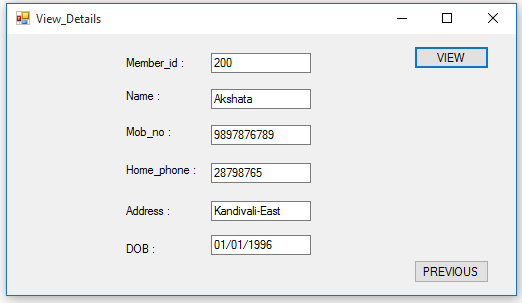 View_Details
Member_id : 200
VIEW
Name : Akshata
Mob_no : 9897876789
Home_phone : 28798765
Address : Kandivali-East
DOB : 01/01/1996
PREVIOUS